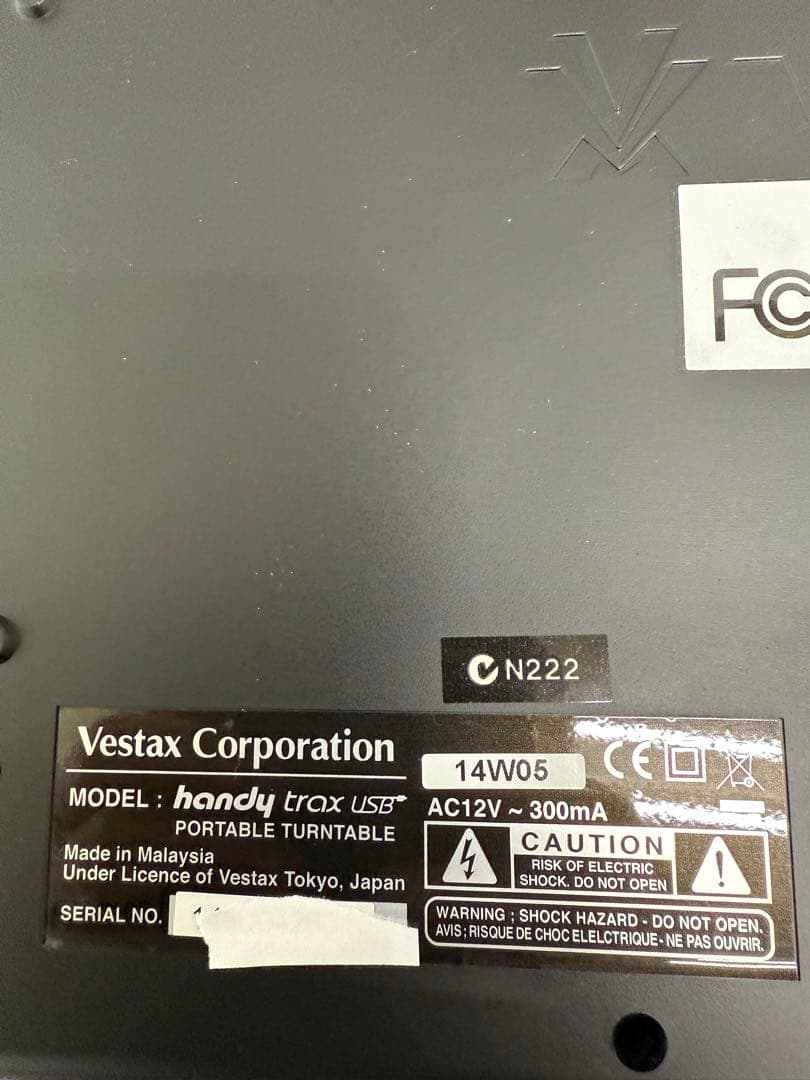 FC
N222
Vestax Corporation
14W05
CE
MODEL : handy trax USB
AC12V ~ 300mA
PORTABLE TURNTABLE
CAUTION
RISK OF ELECTRIC
SHOCK. DO NOT OPEN
Made in Malaysia
Under Licence of Vestax Tokyo, Japan
SERIAL NO.
WARNING ; SHOCK HAZARD - DO NOT OPEN.
AVIS ; RISQUE DE CHOC ELELCTRIQUE - NE PAS OUVRIR.